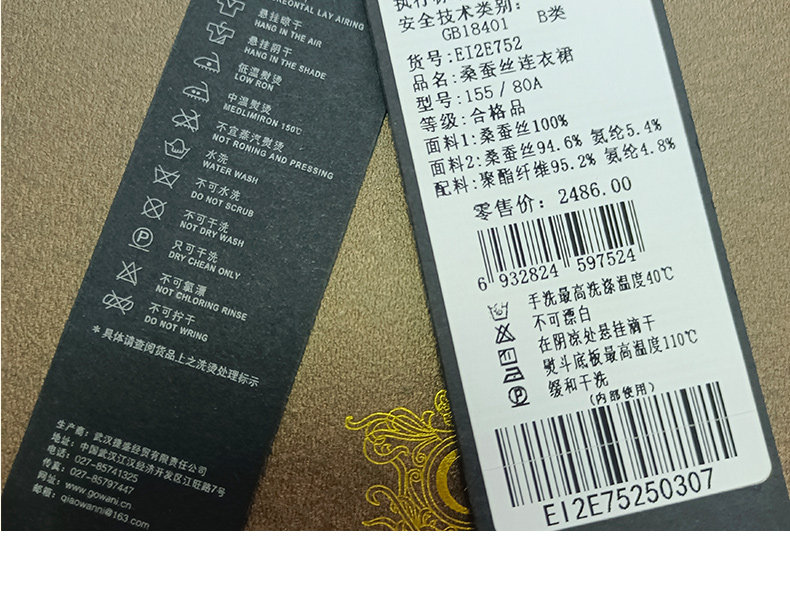 REONTAL LAY AIRING
悬挂晾干
HANG IN THE AIR
悬挂阴干
HANG IN THE SHADE
低温熨烫
LOW RON
中温熨烫
MEDLIMIRON 150℃
不宜蒸汽熨烫
NOT RONING AND PRESSING
水洗
WATER WASH
不可水洗
DO NOT SCRUB
不可干洗
NOT DRY WASH
只可干洗
DRY CHEAN ONLY
不可氯漂
NOT CHLORING RINSE
不可拧干
DO NOT WRING
*具体请查阅货品上之洗烫处理标示
生产商: 武汉捷盛经贸有限责任公司
地址: 中国武汉江汉经济开发区江旺路7号
电话: 027-85741325
传真: 027-85797447
网址: www.gowani.cn
邮箱: qiaowanni@163.com
安全技术类别: B类
GB18401
货号: EI2E752
品名: 桑蚕丝连衣裙
型号: 155/80A
等级: 合格品
面料1: 桑蚕丝100%
面料2: 桑蚕丝94.6% 氨纶5.4%
配料: 聚酯纤维95.2% 氨纶4.8%
零售价: 2486.00
6 932824 597524
手洗最高洗涤温度40℃
不可漂白
在阴凉处悬挂滴干
熨斗底板最高温度110℃
缓和干洗
(内部使用)
EI2E75250307